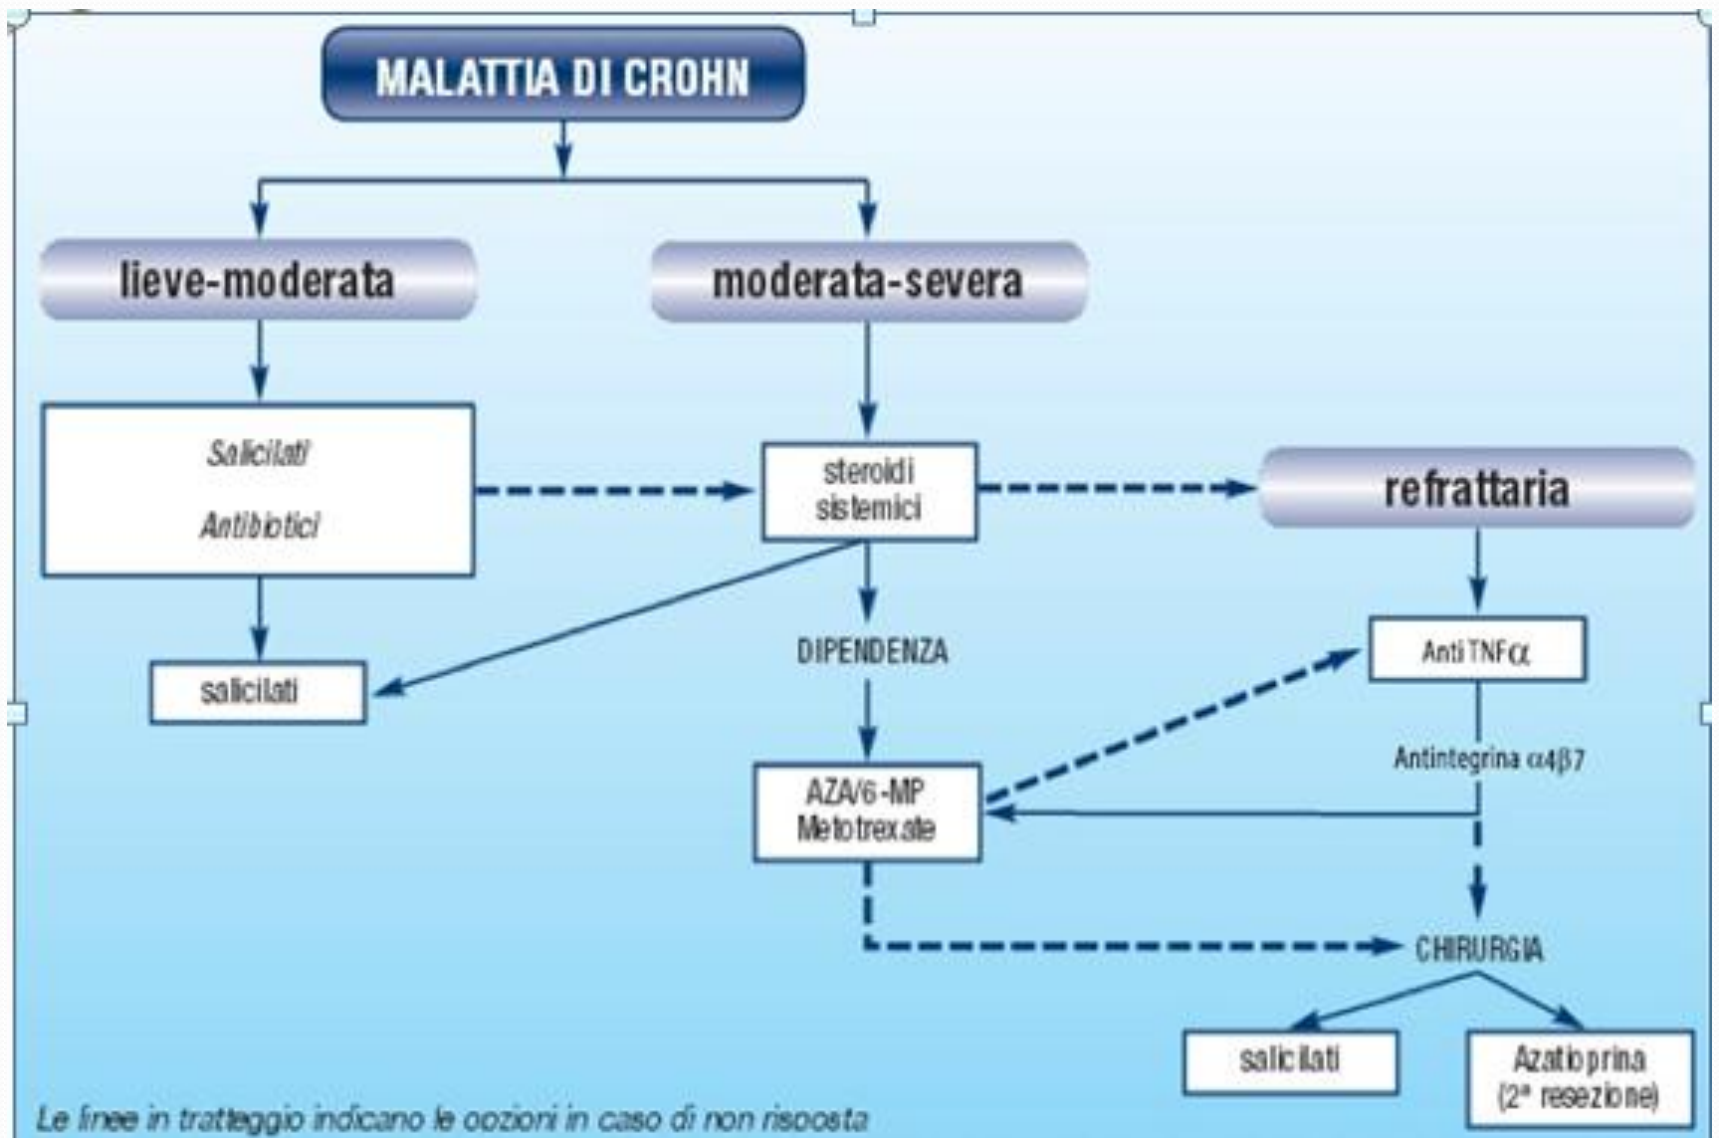 MALATTIA DI CROHN
lieve-moderata
moderata-severa
Salicilati
Antibiotici
steroidi
sistemici
refrattaria
salicilati
DIPENDENZA
Anti TNFα
Antintegrina α4β7
AZA/6-MP
Metotrexate
CHIRURGIA
salicilati
Azatioprina
(2ª resezione)
Le linee in tratteggio indicano le opzioni in caso di non risposta